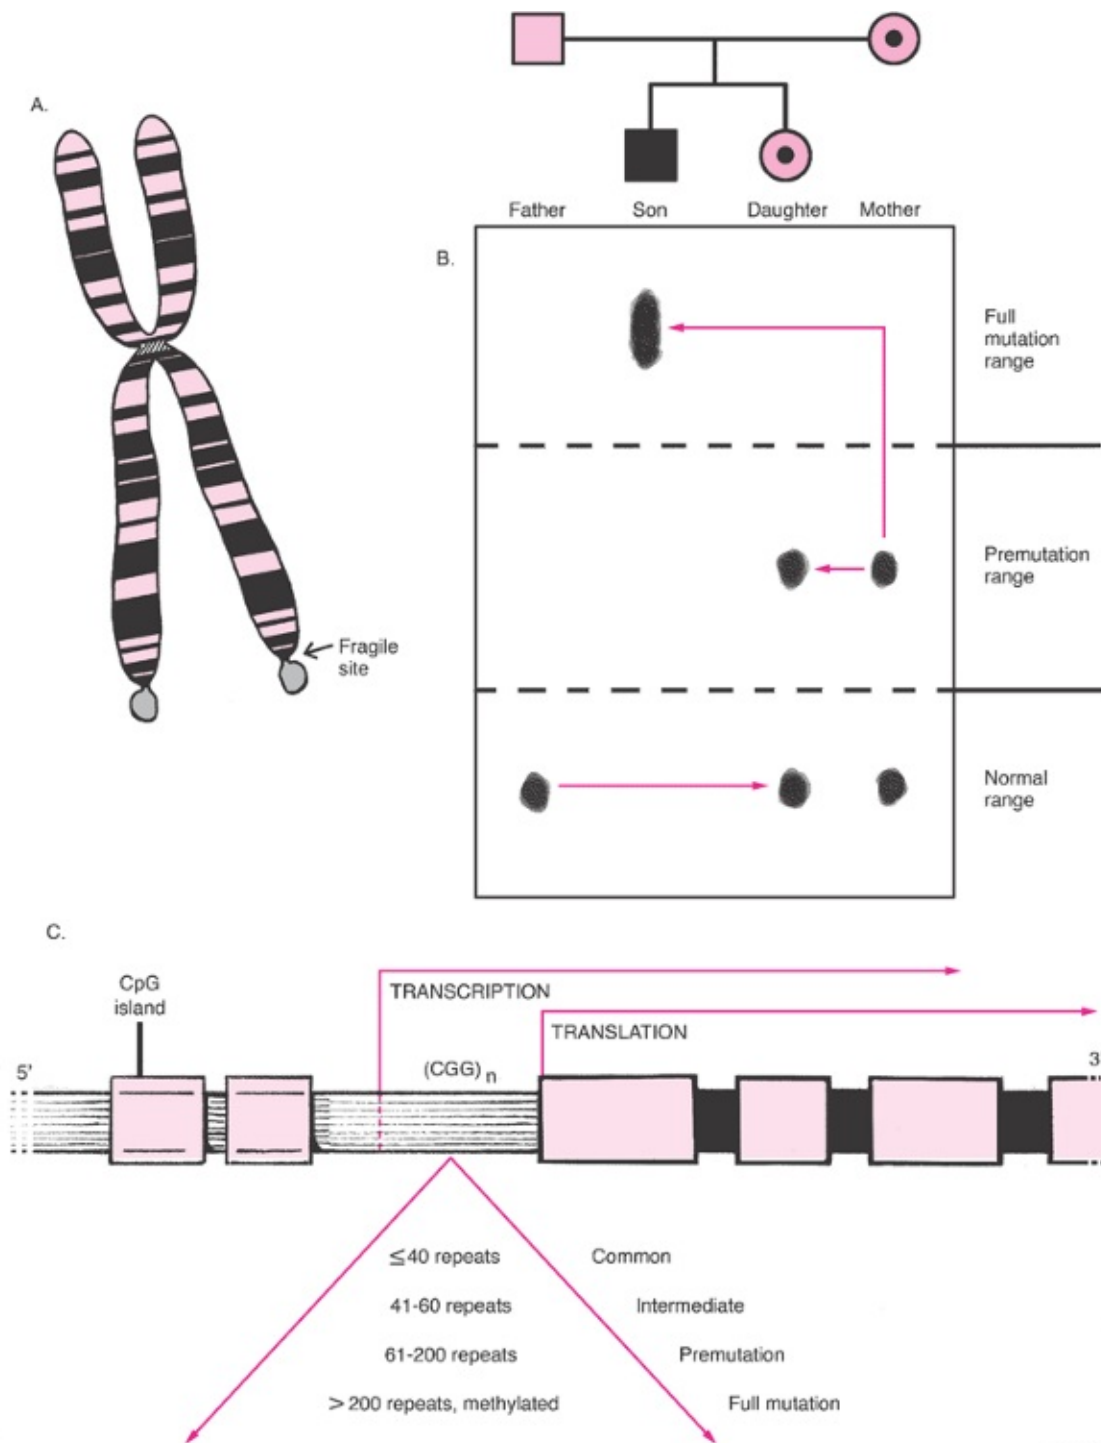 A.
Father
Son
Daughter
Mother
B.
Full
mutation
range
Premutation
range
Fragile
site
Normal
range
C.
CpG
island
TRANSCRIPTION
TRANSLATION
5'
(CGG)n
3
≤40 repeats
Common
41-60 repeats
Intermediate
61-200 repeats
Premutation
> 200 repeats, methylated
Full mutation